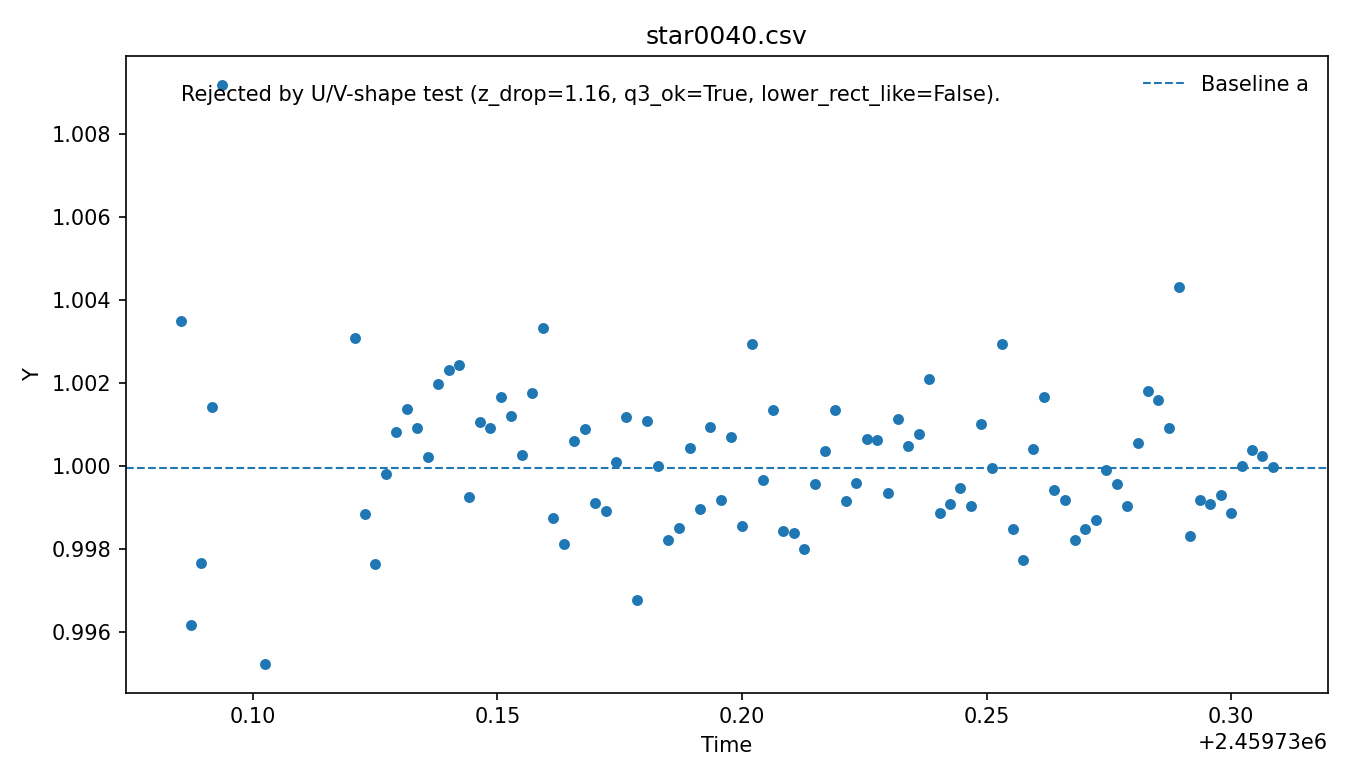 star0040.csv
Rejected by U/V-shape test (z_drop=1.16, q3_ok=True, lower_rect_like=False).
Baseline a
1.008
1.006
1.004
1.002
1.000
0.998
0.996
Y
0.10 0.15 0.20 0.25 0.30
Time
+2.45973e6